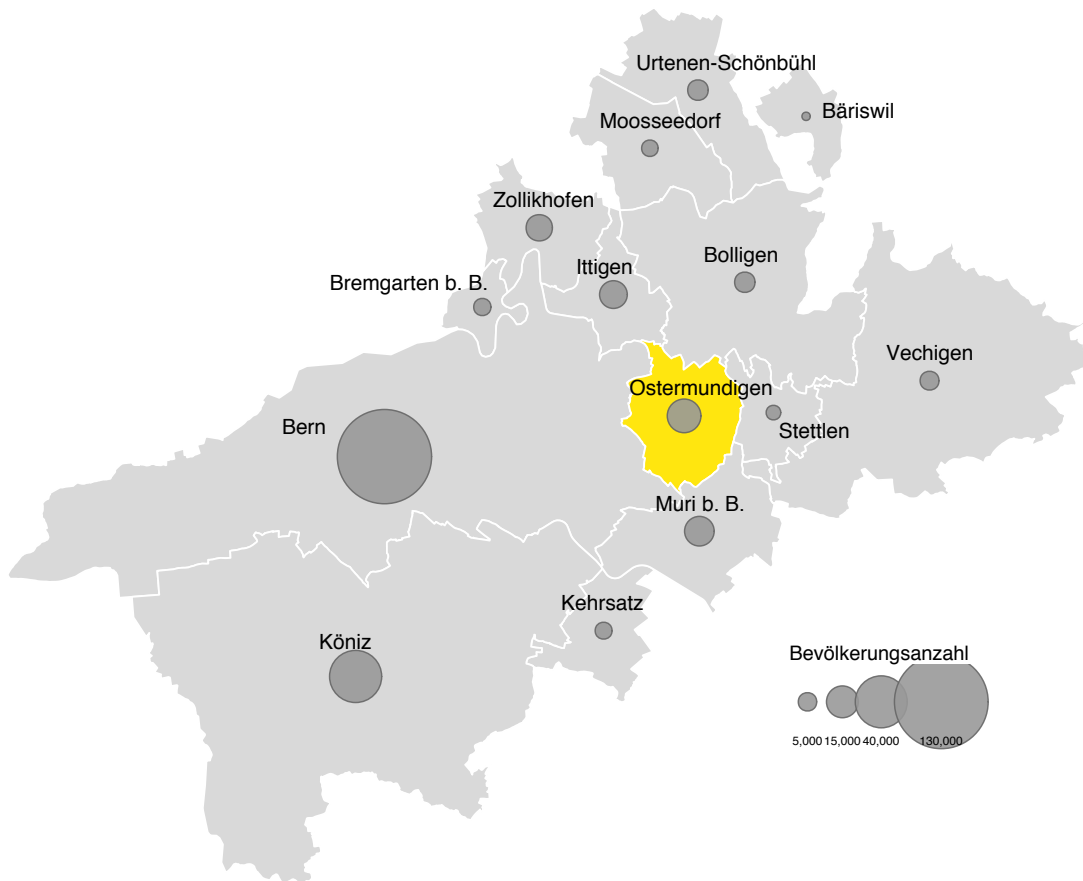 Urtenen-Schönbühl
Bäriswil
Moosseedorf
Zollikhofen
Bolligen
Ittigen
Bremgarten b. B.
Vechigen
Ostermundigen
Bern
Stettlen
Muri b. B.
Kehrsatz
Köniz
Bevölkerungsanzahl
5,000 15,000 40,000 130,000